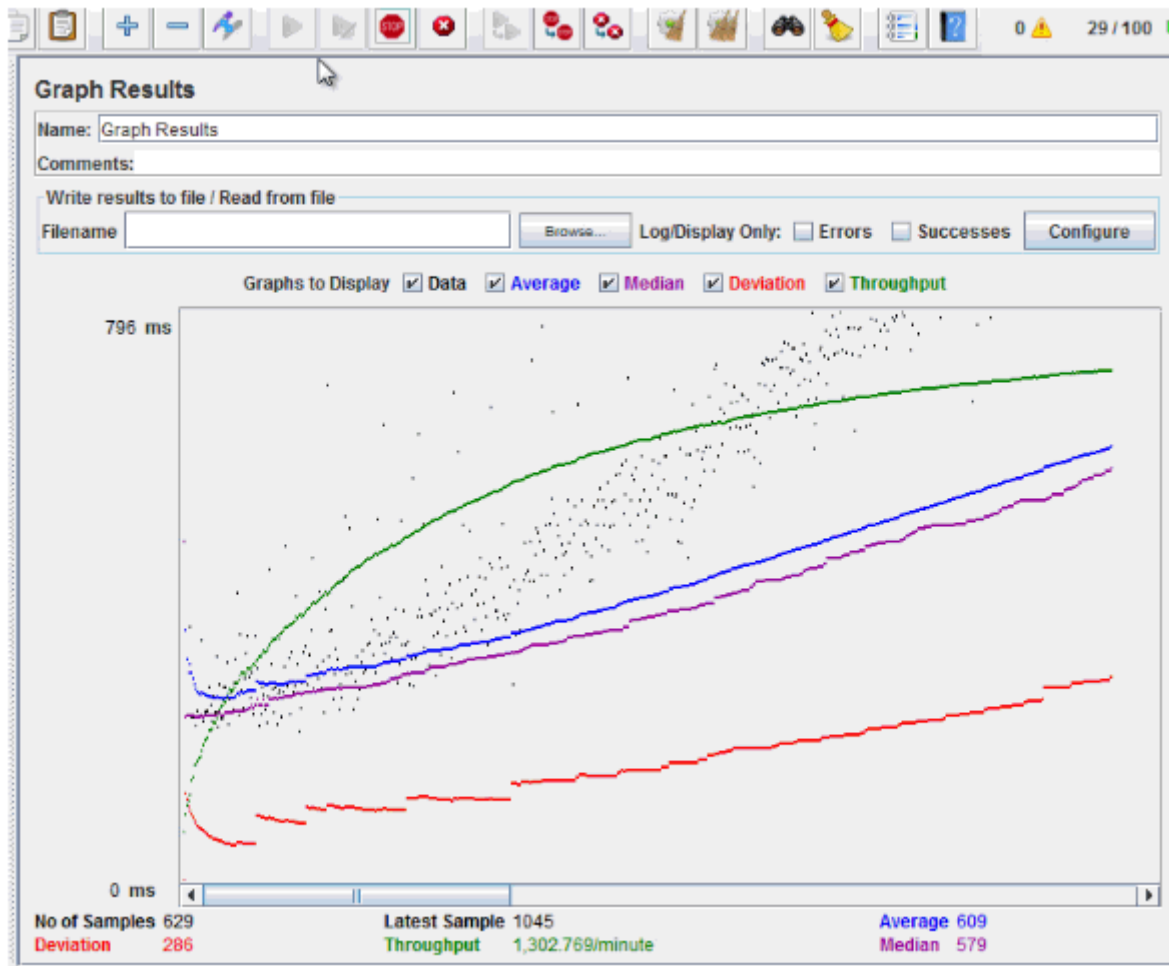 STOP
0 29 / 100
Graph Results
Name: Graph Results
Comments:
Write results to file / Read from file
Filename Browse... Log/Display Only: Errors Successes Configure
Graphs to Display Data Average Median Deviation Throughput
796 ms
0 ms
No of Samples 629 Latest Sample 1045 Average 609
Deviation 286 Throughput 1,302.769/minute Median 579